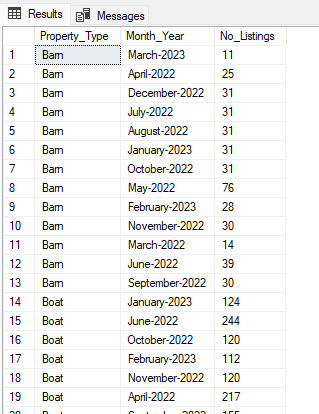 Results Messages
Property_Type Month_Year No_Listings
1 Barn March-2023 11
2 Barn April-2022 25
3 Barn December-2022 31
4 Barn July-2022 31
5 Barn August-2022 31
6 Barn January-2023 31
7 Barn October-2022 31
8 Barn May-2022 76
9 Barn February-2023 28
10 Barn November-2022 30
11 Barn March-2022 14
12 Barn June-2022 39
13 Barn September-2022 30
14 Boat January-2023 124
15 Boat June-2022 244
16 Boat October-2022 120
17 Boat February-2023 112
18 Boat November-2022 120
19 Boat April-2022 217